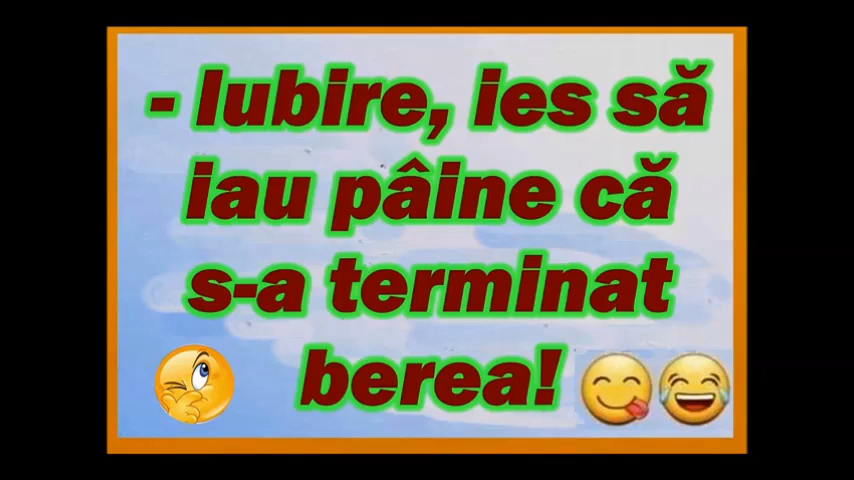 - Iubire, ies să
iau pâine că
s-a terminat
berea!